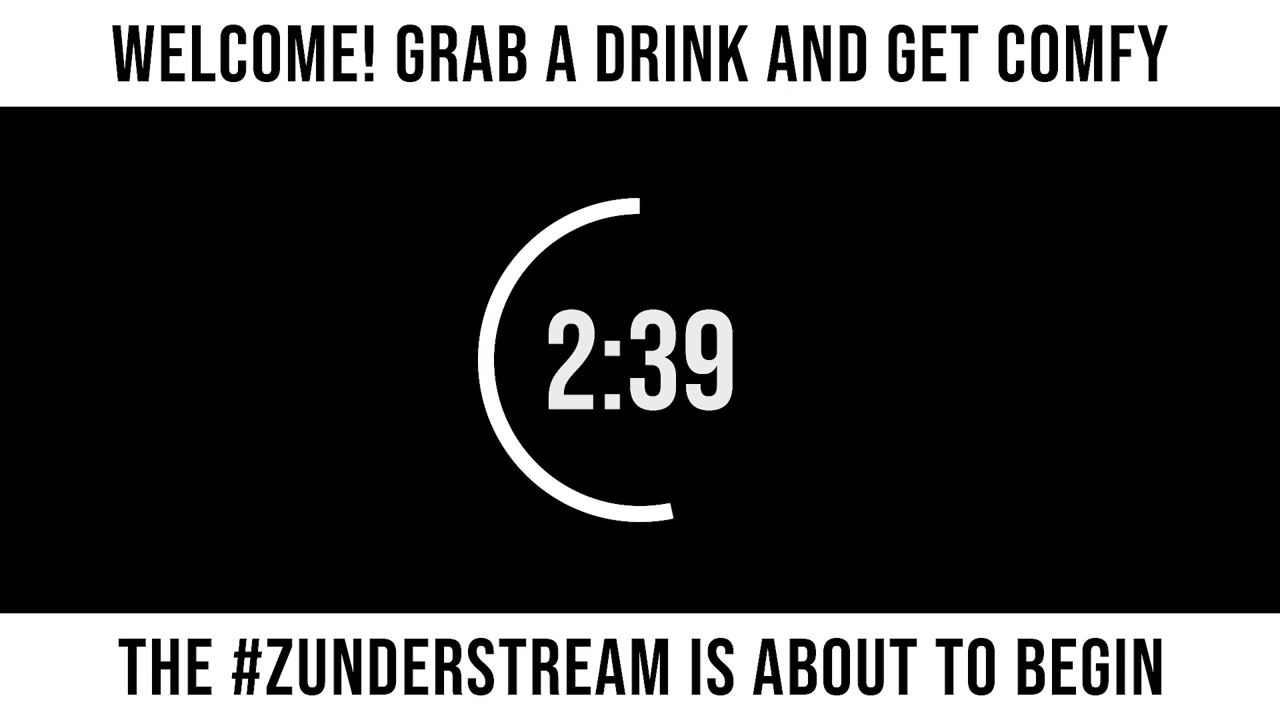 WELCOME! GRAB A DRINK AND GET COMFY
2:39
THE #ZUNDERSTREAM IS ABOUT TO BEGIN